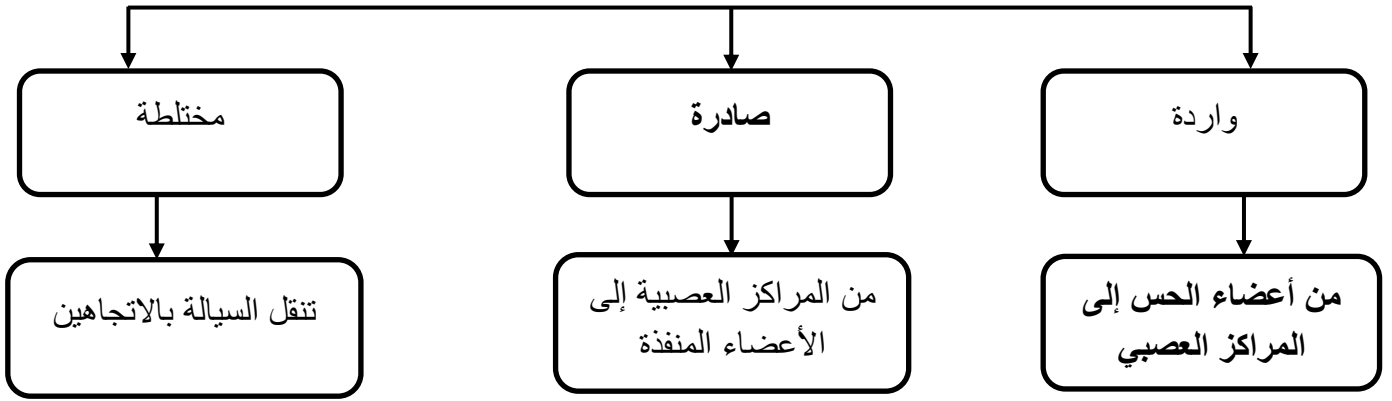 واردة
صادرة
مختلطة
من أعضاء الحس إلى
المراكز العصبي
من المراكز العصبية إلى
الأعضاء المنفذة
تنقل السيالة بالاتجاهين